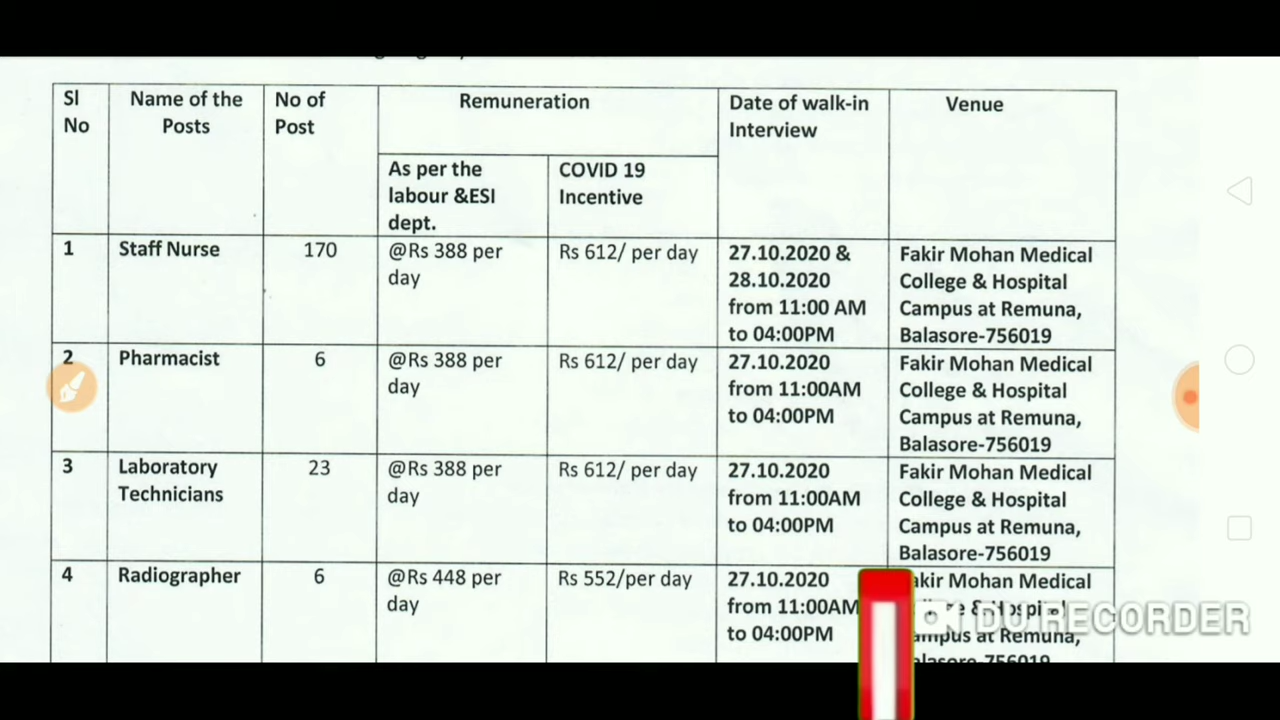 Sl No
Name of the Posts
No of Post
Remuneration
Date of walk-in Interview
Venue
As per the labour &ESI dept.
COVID 19 Incentive
1
Staff Nurse
170
@Rs 388 per day
Rs 612/ per day
27.10.2020 &
28.10.2020
from 11:00 AM
to 04:00PM
Fakir Mohan Medical
College & Hospital
Campus at Remuna,
Balasore-756019
2
Pharmacist
6
@Rs 388 per day
Rs 612/ per day
27.10.2020
from 11:00AM
to 04:00PM
Fakir Mohan Medical
College & Hospital
Campus at Remuna,
Balasore-756019
3
Laboratory Technicians
23
@Rs 388 per day
Rs 612/ per day
27.10.2020
from 11:00AM
to 04:00PM
Fakir Mohan Medical
College & Hospital
Campus at Remuna,
Balasore-756019
4
Radiographer
6
@Rs 448 per day
Rs 552/per day
27.10.2020
from 11:00AM
to 04:00PM
Mohan Medical
& Hospital
at Remuna,
DU RECORDER